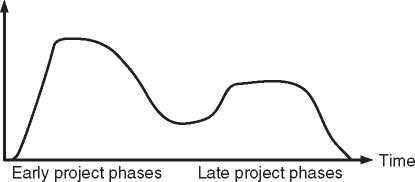 Time
Early project phases
Late project phases